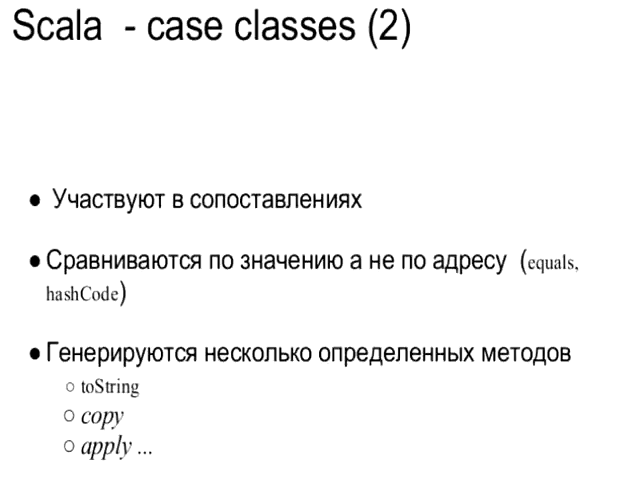 Scala - case classes (2)
● Участвуют в сопоставлениях
● Сравниваются по значению а не по адресу (equals,
hashCode)
● Генерируются несколько определенных методов
○ toString
○ copy
○ apply ...